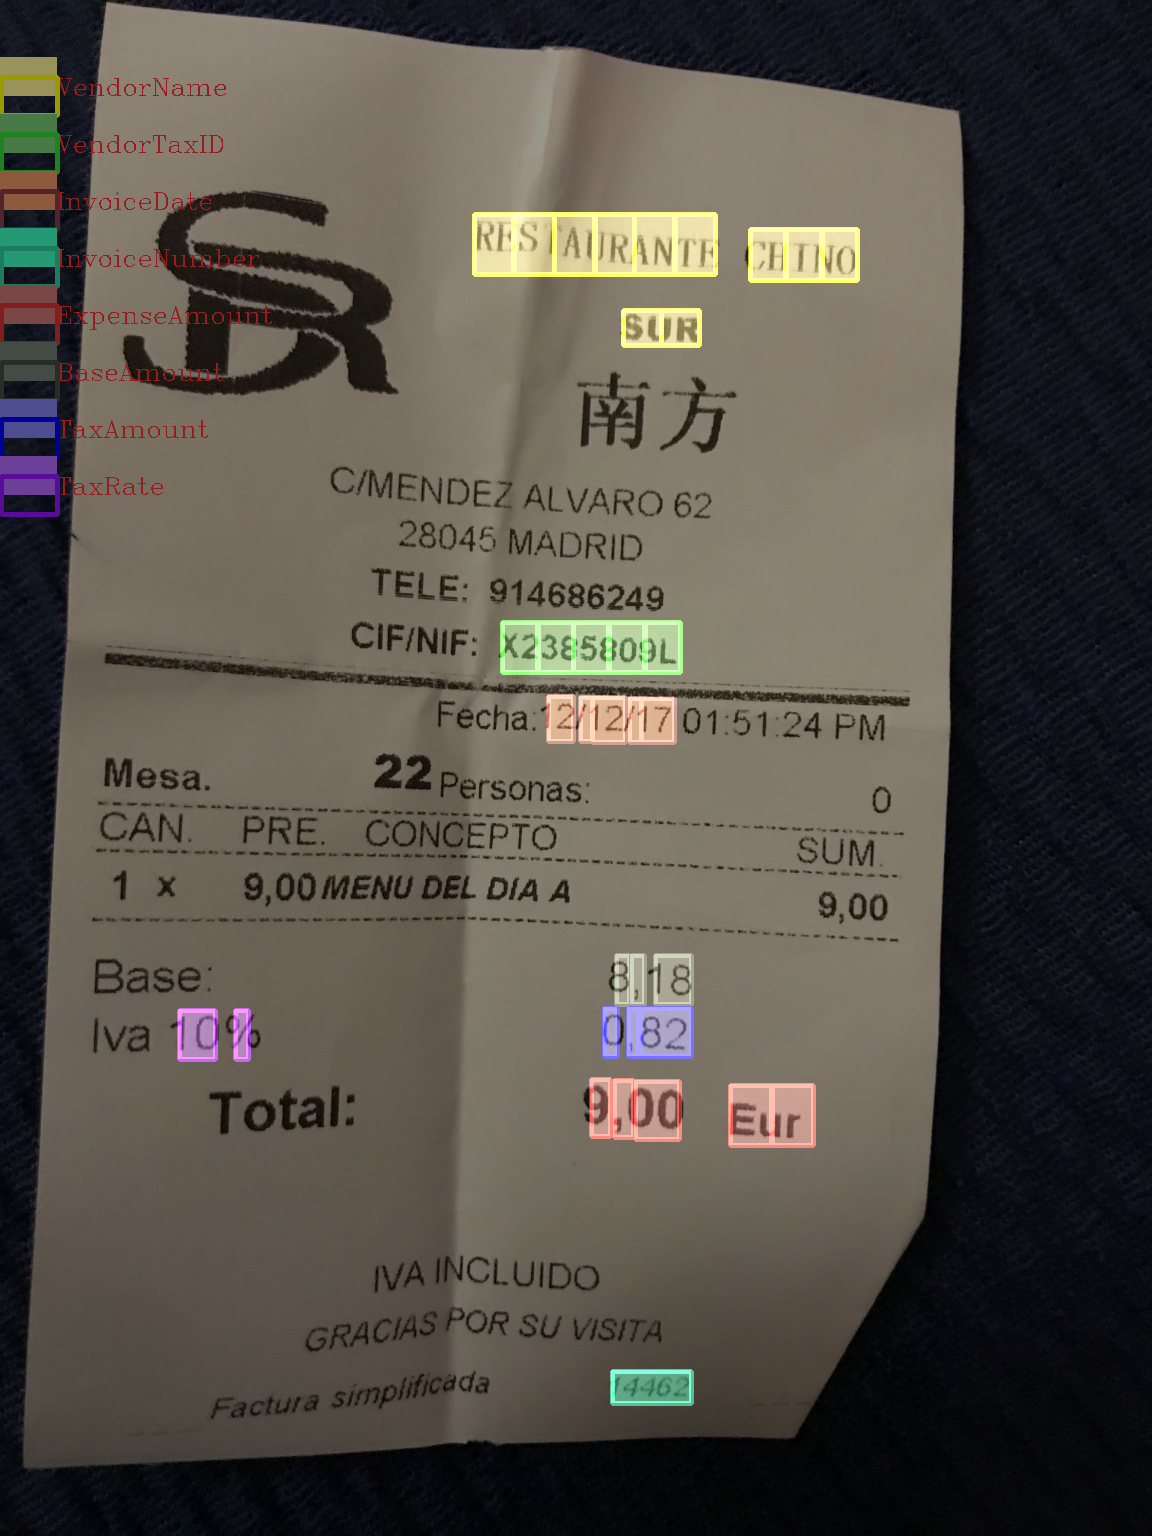 VendorName
VendorTaxID
InvoiceDate
InvoiceNumber
ExpenseAmount
BaseAmount
TaxAmount
TaxRate
SR
RESTAURANTE CHINO
SUR
南方
C/MENDEZ ALVARO 62
28045 MADRID
TELE: 914686249
CIF/NIF: X2385809L
Fecha:12/12/17 01:51:24 PM
Mesa. 22 Personas: 0
CAN. PRE. CONCEPTO SUM.
1 x 9,00 MENU DEL DIA A 9,00
Base: 8,18
Iva 10% 0,82
Total: 9,00 Eur
IVA INCLUIDO
GRACIAS POR SU VISITA
Factura simplificada 14462